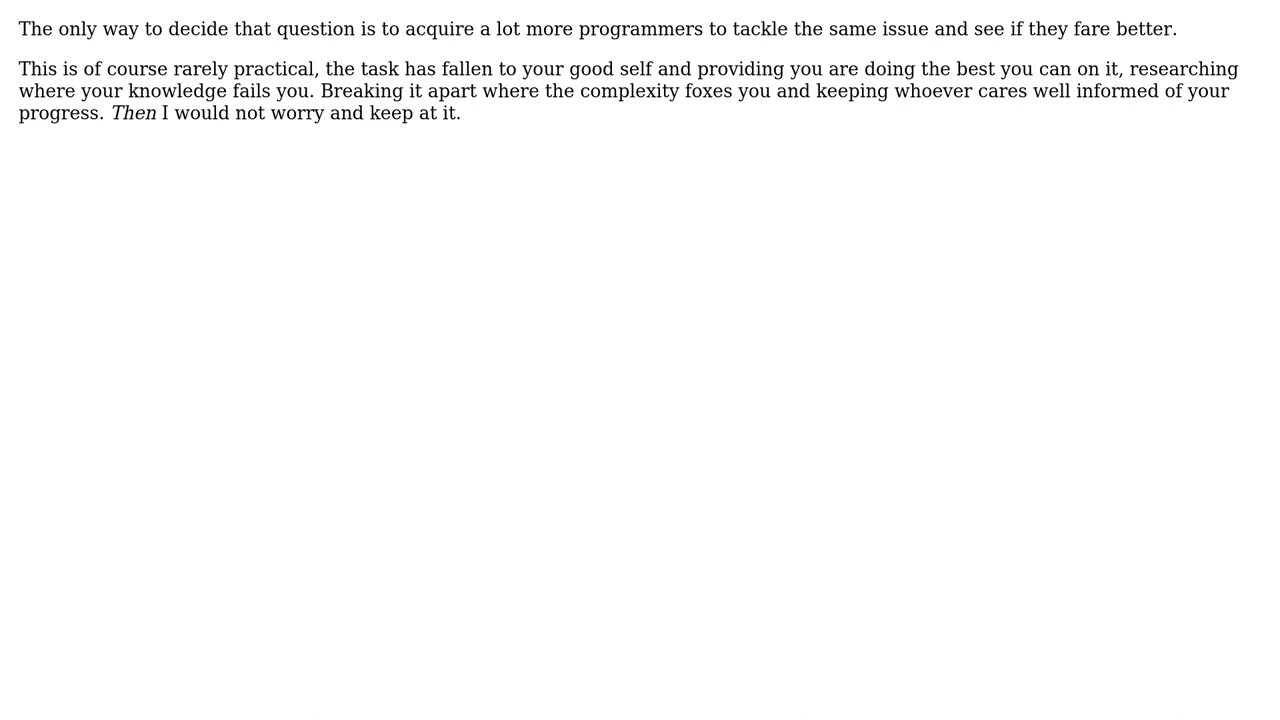 The only way to decide that question is to acquire a lot more programmers to tackle the same issue and see if they fare better.
This is of course rarely practical, the task has fallen to your good self and providing you are doing the best you can on it, researching
where your knowledge fails you. Breaking it apart where the complexity foxes you and keeping whoever cares well informed of your
progress. Then I would not worry and keep at it.